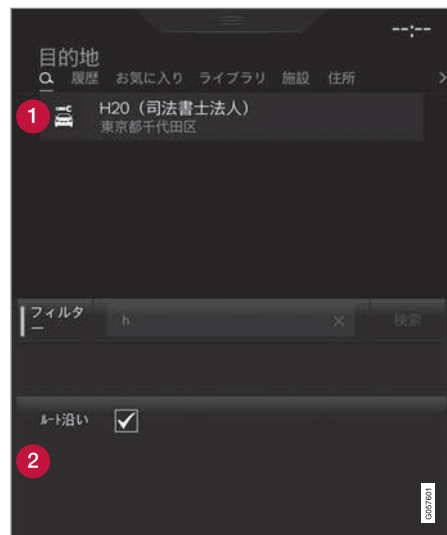 --:--
目的地
履歴 お気に入り ライブラリ 施設 住所 >
1
H20（司法書士法人）
東京都千代田区
フィルタ
ー
h × 検索
ルート沿い
2
G057601